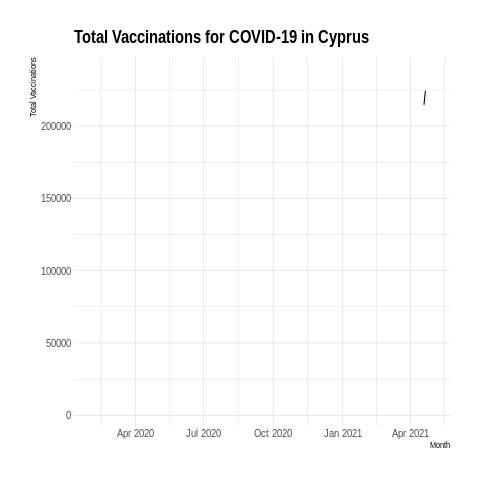 Total Vaccinations for COVID-19 in Cyprus
Total Vaccinations
200000
150000
100000
50000
0
Apr 2020 Jul 2020 Oct 2020 Jan 2021 Apr 2021
Month